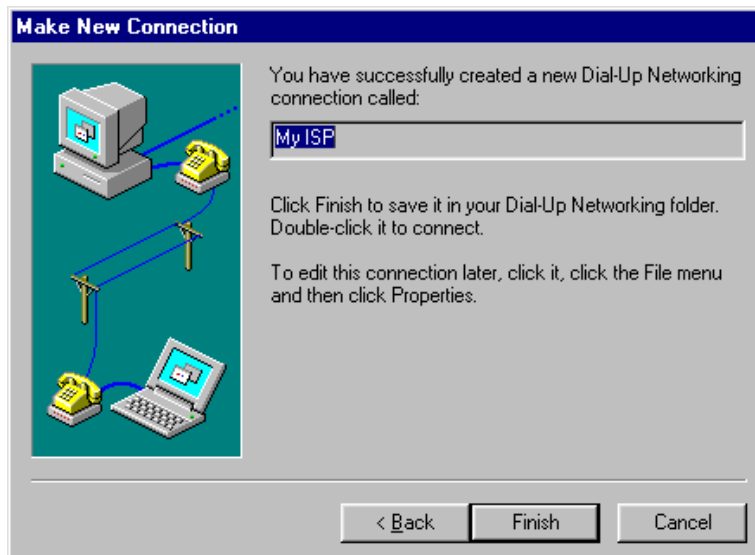 Make New Connection
You have successfully created a new Dial-Up Networking
connection called:
My ISP
Click Finish to save it in your Dial-Up Networking folder.
Double-click it to connect.
To edit this connection later, click it, click the File menu
and then click Properties.
< Back Finish Cancel